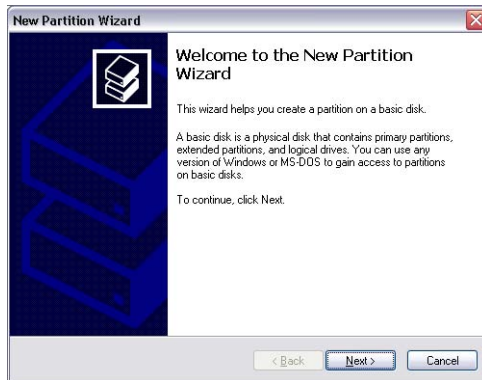 New Partition Wizard
Welcome to the New Partition
Wizard
This wizard helps you create a partition on a basic disk.
A basic disk is a physical disk that contains primary partitions,
extended partitions, and logical drives. You can use any
version of Windows or MS-DOS to gain access to partitions
on basic disks.
To continue, click Next.
< Back
Next >
Cancel